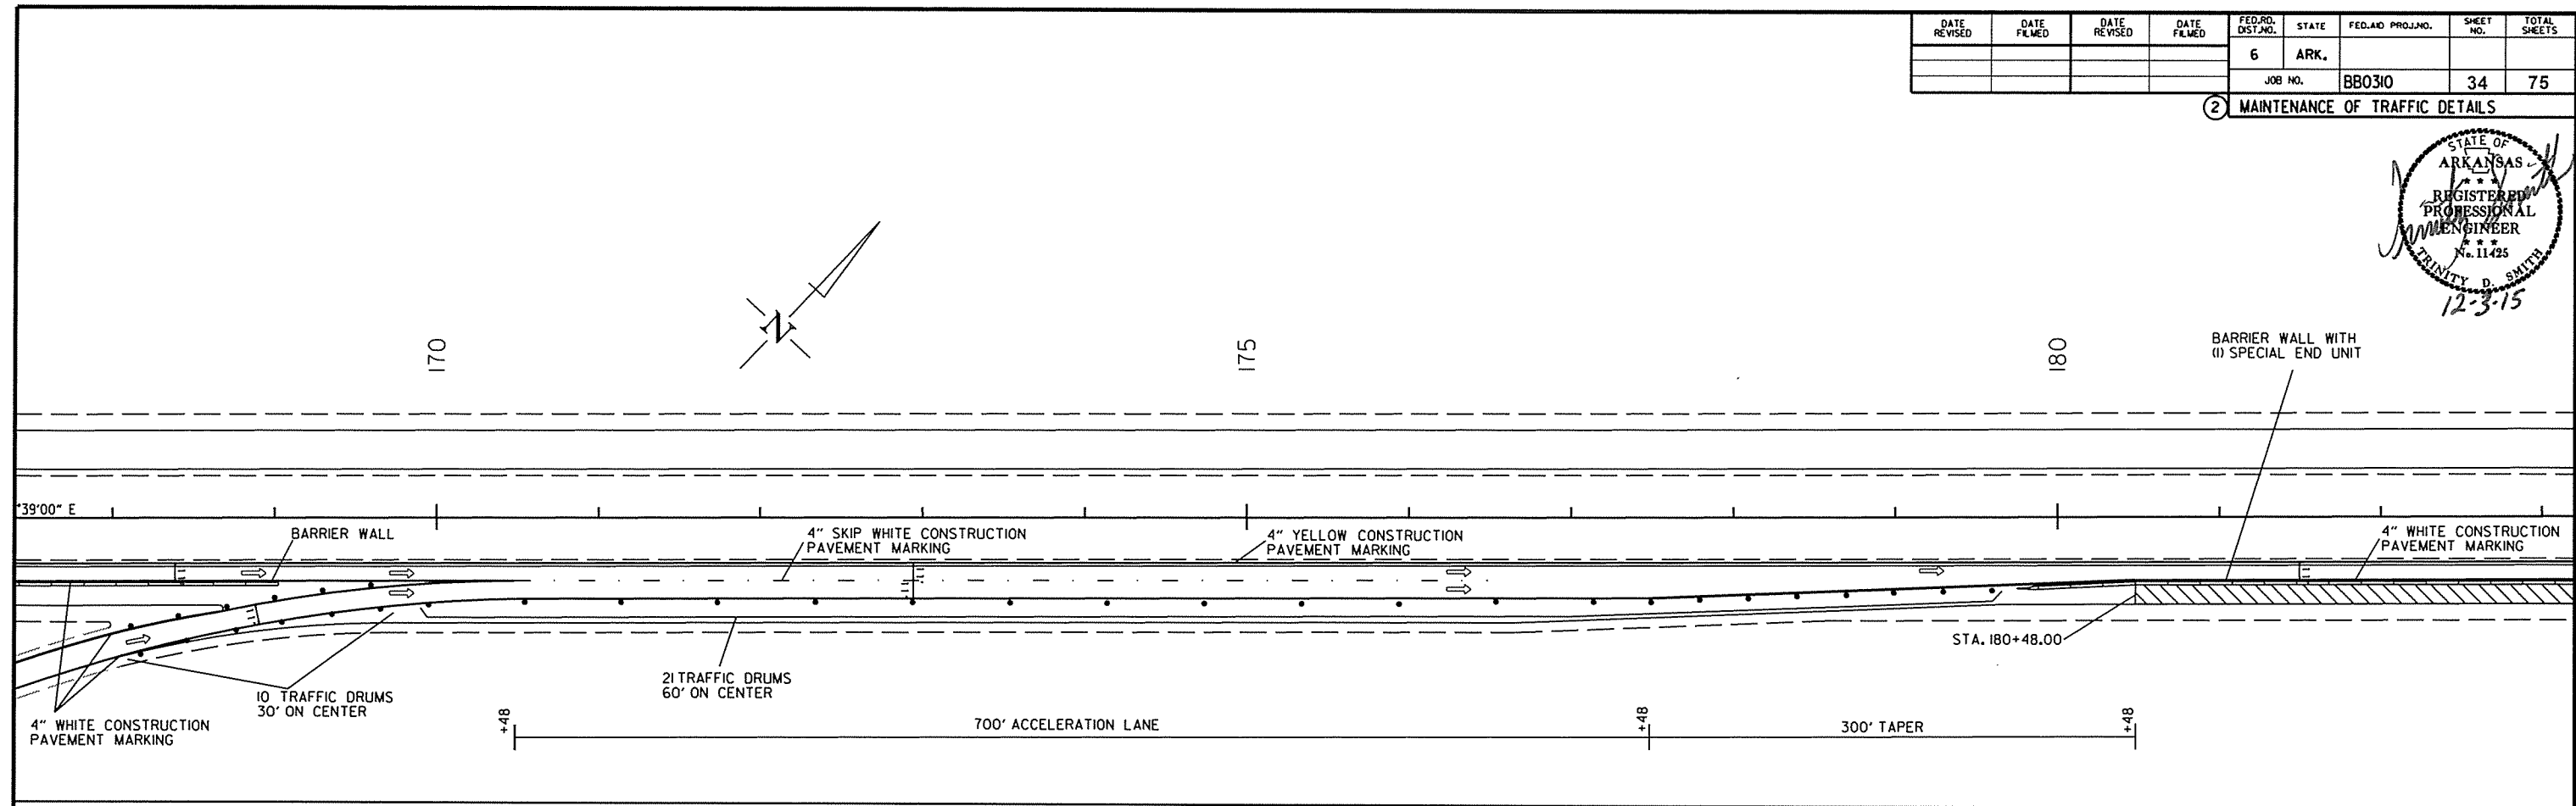 DATE REVISED
DATE FILMED
DATE REVISED
DATE FILMED
FED.RD. DIST.NO.
STATE
FED.AID PROJ.NO.
SHEET NO.
TOTAL SHEETS
6
ARK.
JOB NO.
BB0310
34
75
2
MAINTENANCE OF TRAFFIC DETAILS
STATE OF
ARKANSAS
★ ★ ★
REGISTERED
PROFESSIONAL
ENGINEER
★ ★ ★
No. 11425
TRINITY D. SMITH
12-3-15
N
170
175
180
BARRIER WALL WITH
(1) SPECIAL END UNIT
°39'00" E
BARRIER WALL
4" SKIP WHITE CONSTRUCTION
PAVEMENT MARKING
4" YELLOW CONSTRUCTION
PAVEMENT MARKING
4" WHITE CONSTRUCTION
PAVEMENT MARKING
11'
11'
11'
11'
STA. 180+48.00
21 TRAFFIC DRUMS
60' ON CENTER
10 TRAFFIC DRUMS
30' ON CENTER
4" WHITE CONSTRUCTION
PAVEMENT MARKING
+48
700' ACCELERATION LANE
+48
300' TAPER
+48